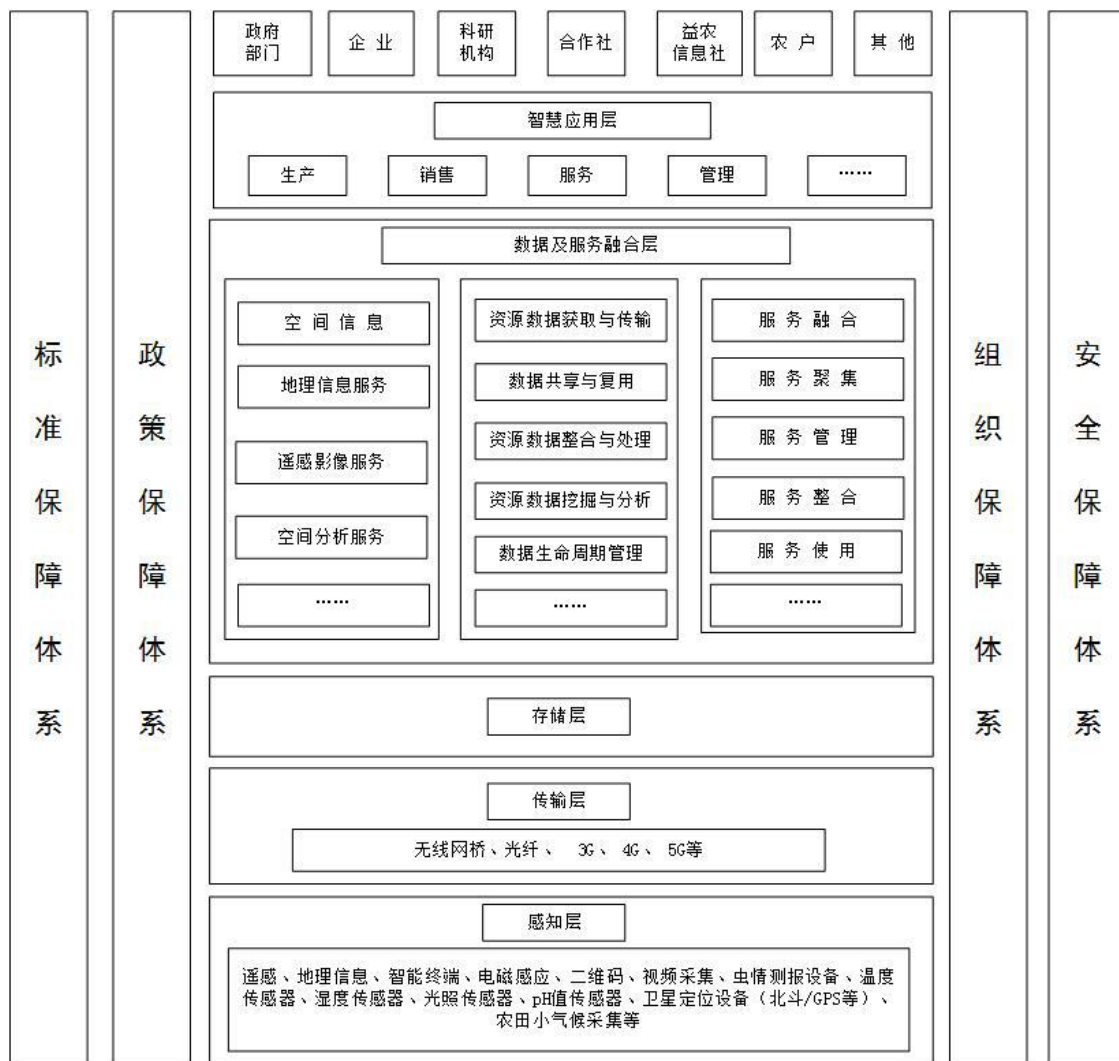 标准保障体系
政策保障体系
政府
部门
企 业
科研
机构
合作社
益农
信息社
农 户
其 他
智慧应用层
生产
销售
服务
管理
……
数据及服务融合层
空 间 信 息
地理信息服务
遥感影像服务
空间分析服务
……
资源数据获取与传输
数据共享与复用
资源数据整合与处理
资源数据挖掘与分析
数据生命周期管理
……
服 务 融 合
服 务 聚 集
服 务 管 理
服 务 整 合
服 务 使 用
……
存储层
传输层
无线网桥、光纤、 3G、 4G、 5G等
感知层
遥感、地理信息、智能终端、电磁感应、二维码、视频采集、虫情测报设备、温度
传感器、湿度传感器、光照传感器、pH值传感器、卫星定位设备（北斗/GPS等）、
农田小气候采集等
组织保障体系
安全保障体系